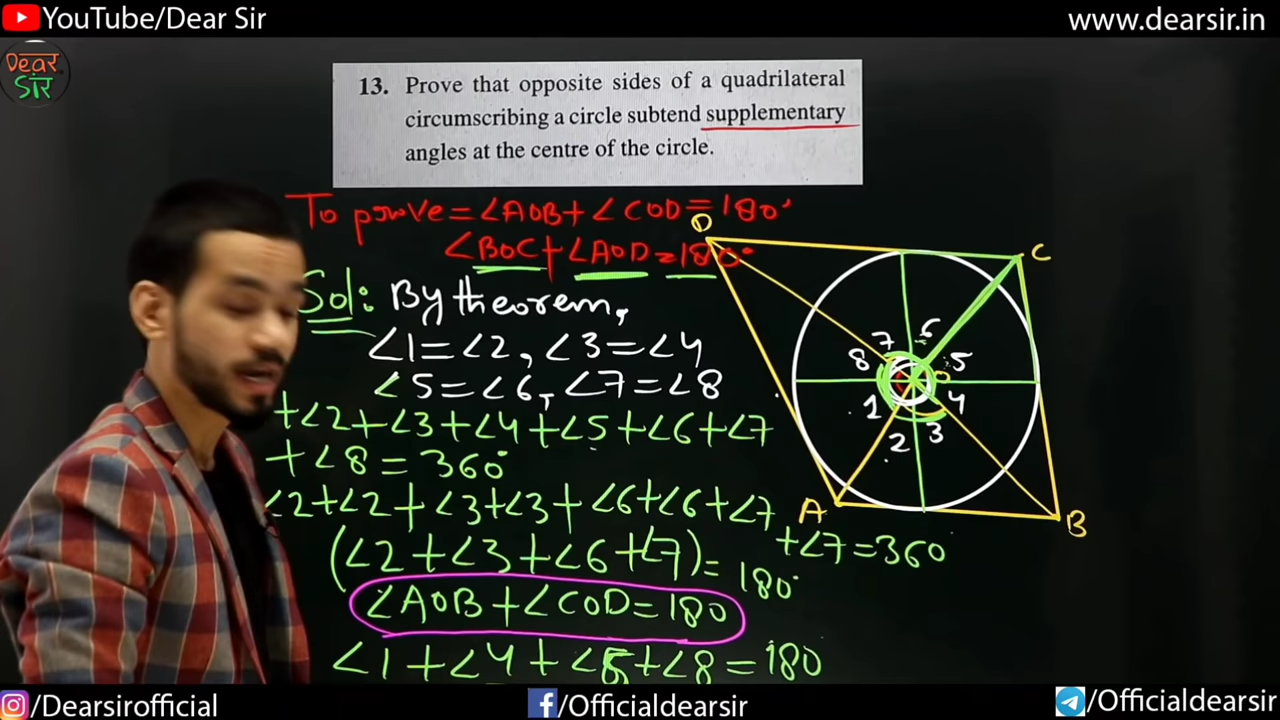 YouTube/Dear Sir
www.dearsir.in
Dear
सर
13. Prove that opposite sides of a quadrilateral
circumscribing a circle subtend supplementary
angles at the centre of the circle.
To prove = ∠AOB + ∠COD = 180°
∠BOC + ∠AOD = 180°
Sol: By theorem,
∠1 = ∠2, ∠3 = ∠4
∠5 = ∠6, ∠7 = ∠8
+∠2+∠3+∠4+∠5+∠6+∠7
+∠8 = 360°
∠2+∠2+∠3+∠3+∠6+∠6+∠7
+∠7=360°
(∠2+∠3+∠6+∠7) = 180°
∠AOB + ∠COD = 180
∠1+∠4+∠5+∠8 = 180
D
C
7 6
8 5
O
1 4
2 3
A
B
/Dearsirofficial
/Officialdearsir
/Officialdearsir